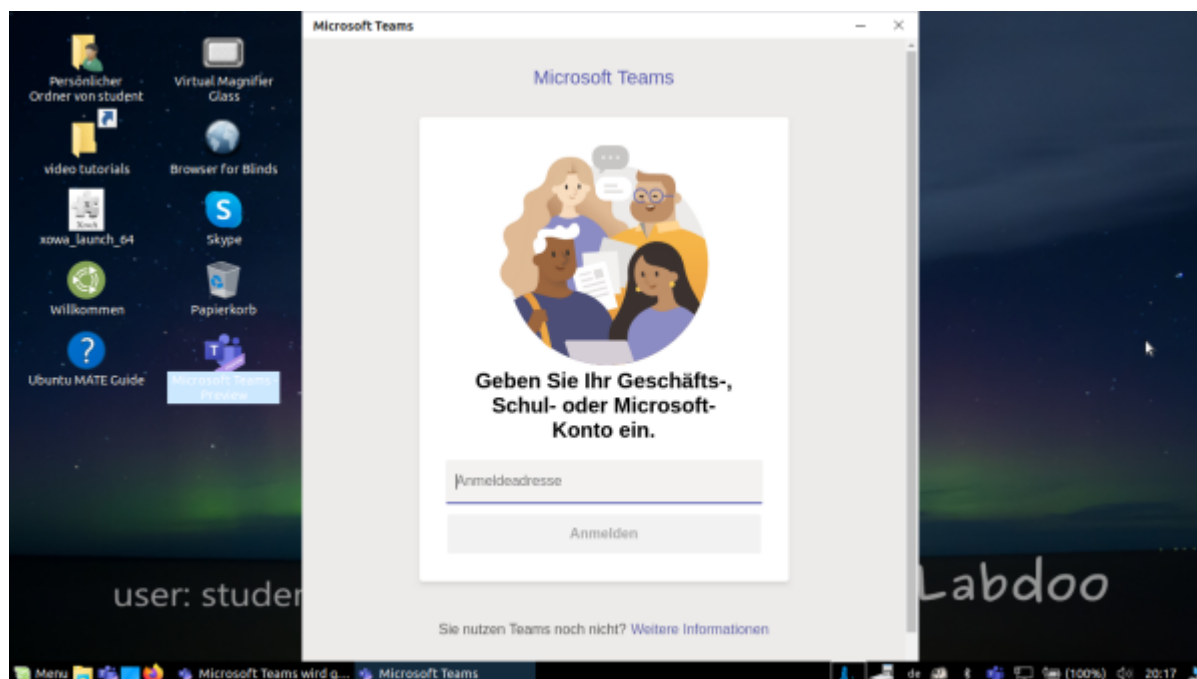 Microsoft Teams
Microsoft Teams
Persönlicher
Ordner von student
Virtual Magnifier
Glass
video tutorials
Browser for Blinds
XOWA
xowa_launch_64
S
Skype
Willkommen
Papierkorb
?
Ubuntu MATE Guide
T
Microsoft Teams -
Preview
Geben Sie Ihr Geschäfts-,
Schul- oder Microsoft-
Konto ein.
Anmeldeadresse
Anmelden
Sie nutzen Teams noch nicht? Weitere Informationen
user: studen
Labdoo
Menu
Microsoft Teams wird g...
Microsoft Teams
de
(100%)
20:17